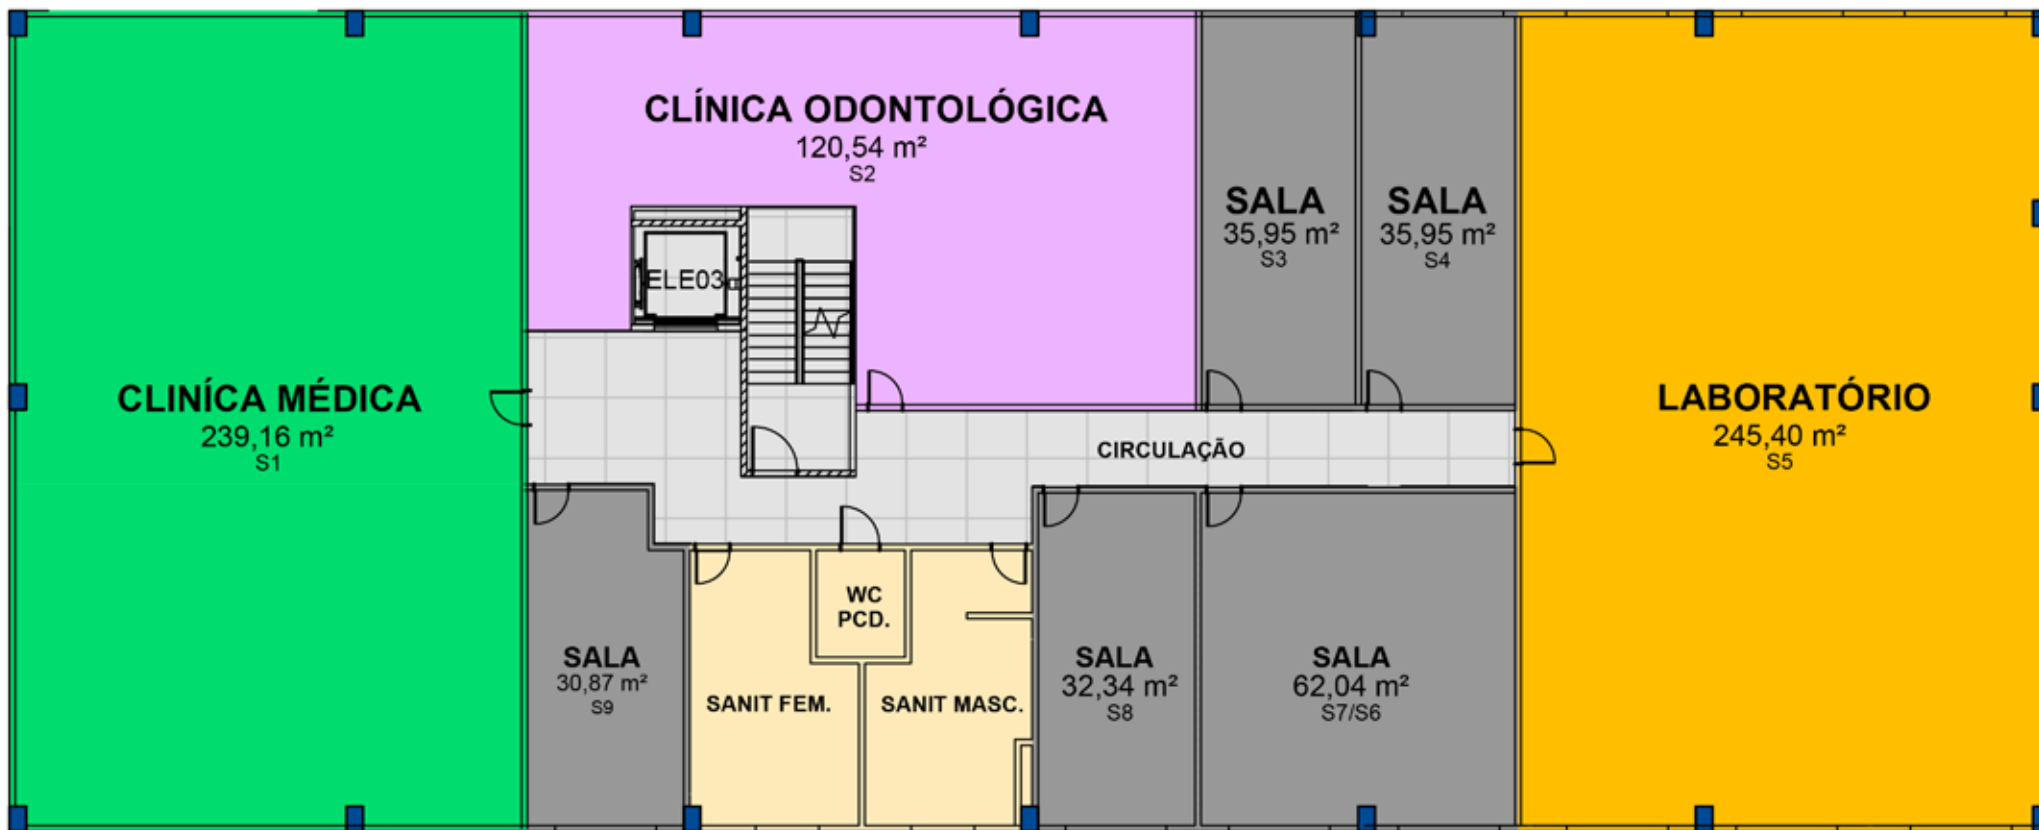 CLÍNICA ODONTOLÓGICA
120,54 m²
S2
SALA
35,95 m²
S3
SALA
35,95 m²
S4
ELE03
CLINÍCA MÉDICA
239,16 m²
S1
LABORATÓRIO
245,40 m²
S5
CIRCULAÇÃO
WC
PCD.
SALA
30,87 m²
S9
SANIT FEM.
SANIT MASC.
SALA
32,34 m²
S8
SALA
62,04 m²
S7/S6